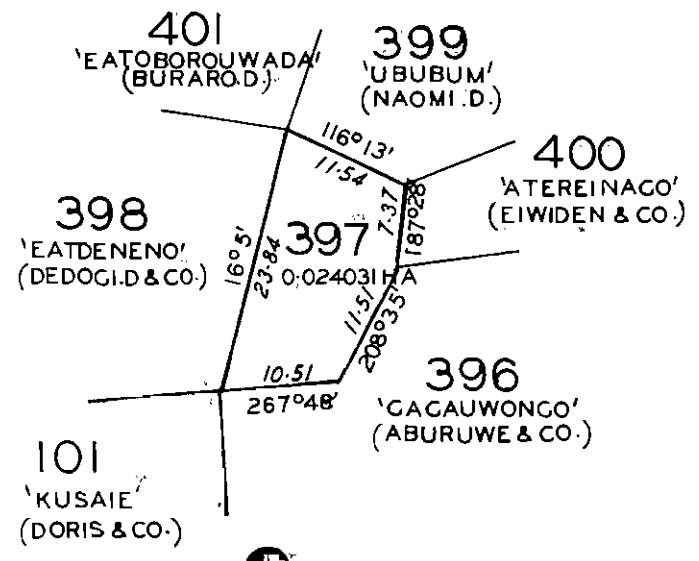 401
'EATOBOROUWADA'
(BURARO.D.)
399
'UBUBUM'
(NAOMI.D.)
116°13'
11.54
400
'ATEREINAGO'
(EIWIDEN & CO.)
187°28'
7.37
398
'EATDENENO'
(DEDOGI.D & CO.)
16°5'
23.84
397
0.024031 HA
11.51
208°35'
10.51
267°48'
396
'GAGAUWONGO'
(ABURUWE & CO.)
101
'KUSAIE'
(DORIS & CO.)